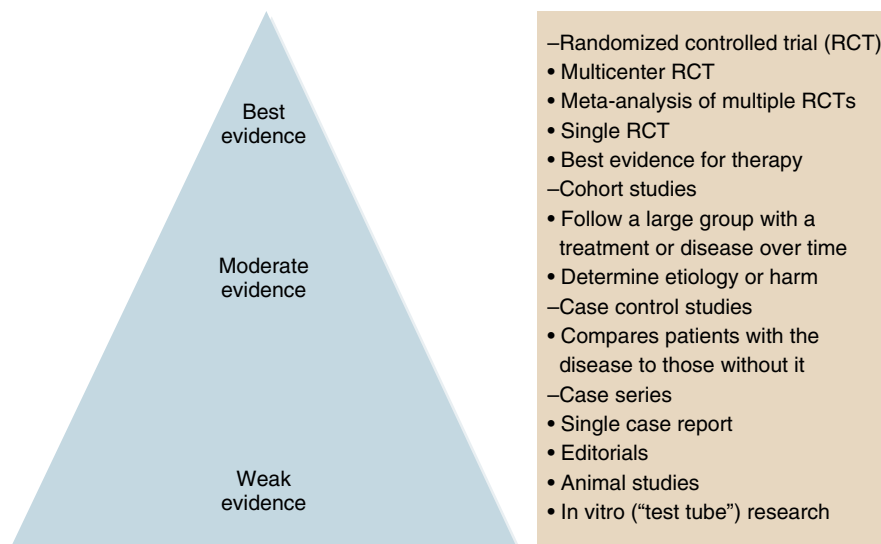 Best
evidence
Moderate
evidence
Weak
evidence
–Randomized controlled trial (RCT)
• Multicenter RCT
• Meta-analysis of multiple RCTs
• Single RCT
• Best evidence for therapy
–Cohort studies
• Follow a large group with a
treatment or disease over time
• Determine etiology or harm
–Case control studies
• Compares patients with the
disease to those without it
–Case series
• Single case report
• Editorials
• Animal studies
• In vitro (“test tube”) research